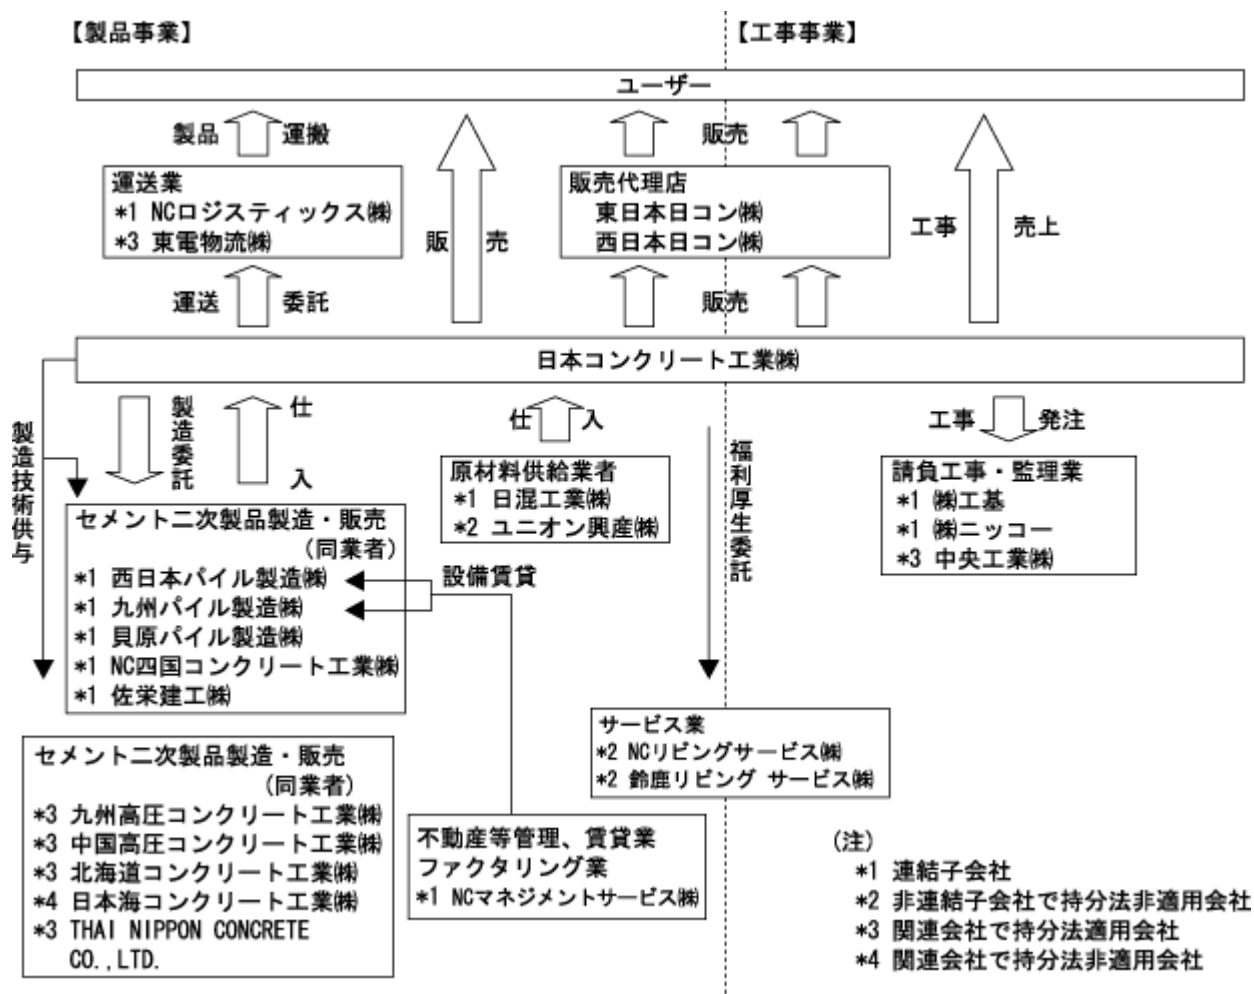 【製品事業】
【工事事業】
ユーザー
製品 運搬
販売
運送業
*1 NCロジスティックス㈱
*3 東電物流㈱
販 売
販売代理店
東日本日コン㈱
西日本日コン㈱
工事 売上
運送 委託
販売
日本コンクリート工業㈱
製造技術供与
製造委託
仕入
仕入
福利厚生委託
工事 発注
原材料供給業者
*1 日混工業㈱
*2 ユニオン興産㈱
請負工事・監理業
*1 ㈱工基
*1 ㈱ニッコー
*3 中央工業㈱
セメント二次製品製造・販売
(同業者)
*1 西日本パイル製造㈱
*1 九州パイル製造㈱
*1 貝原パイル製造㈱
*1 NC四国コンクリート工業㈱
*1 佐栄建工㈱
設備賃貸
サービス業
*2 NCリビングサービス㈱
*2 鈴鹿リビング サービス㈱
セメント二次製品製造・販売
(同業者)
*3 九州高圧コンクリート工業㈱
*3 中国高圧コンクリート工業㈱
*3 北海道コンクリート工業㈱
*4 日本海コンクリート工業㈱
*3 THAI NIPPON CONCRETE
CO.,LTD.
不動産等管理、賃貸業
ファクタリング業
*1 NCマネジメントサービス㈱
(注)
*1 連結子会社
*2 非連結子会社で持分法非適用会社
*3 関連会社で持分法適用会社
*4 関連会社で持分法非適用会社